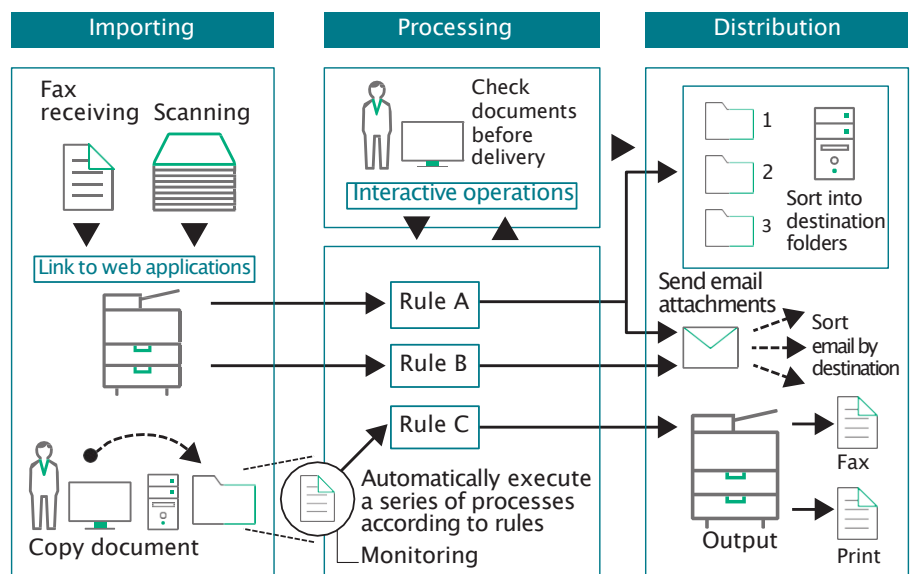 Importing
Processing
Distribution
Fax
receiving
Scanning
Link to web applications
Copy document
Check
documents
before
delivery
Interactive operations
Rule A
Rule B
Rule C
Automatically execute
a series of processes
according to rules
Monitoring
1
2
3
Sort into
destination
folders
Send email
attachments
Sort
email by
destination
Output
Fax
Print